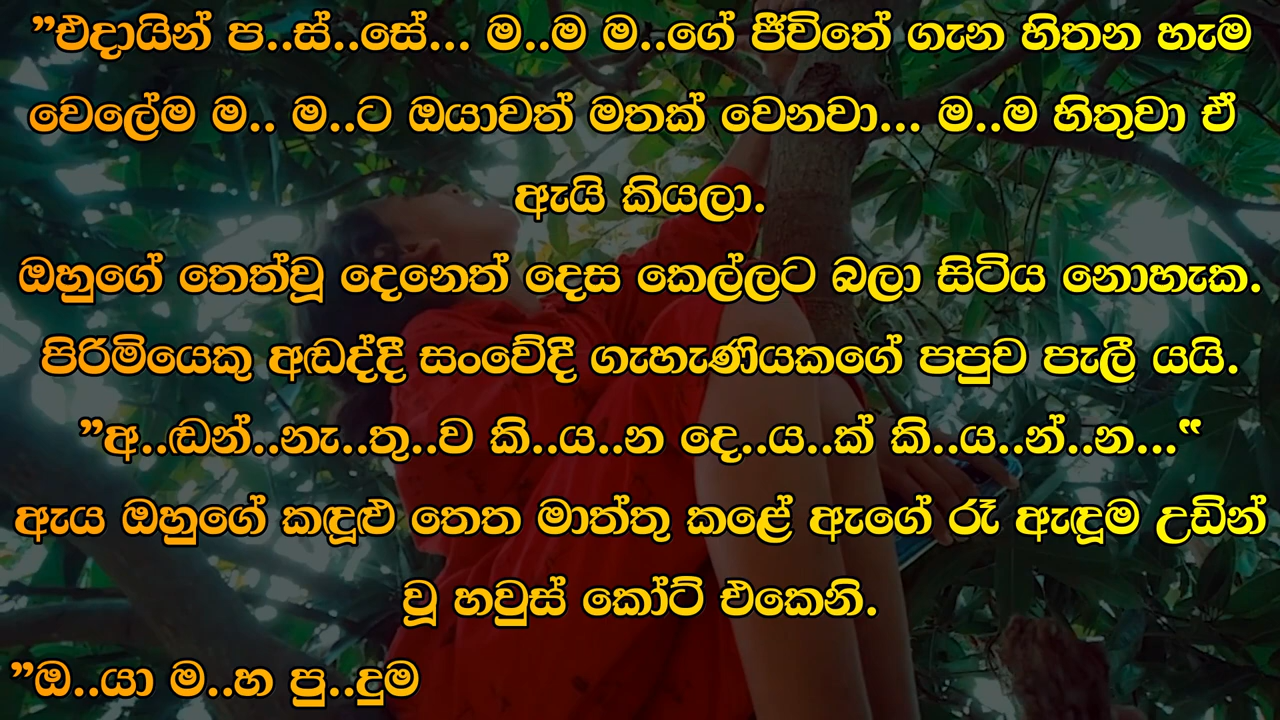 ”එදායින් ප..ස්..සේ... ම..ම ම..ගේ ජීවිතේ ගැන හිතන හැම
වෙලේම ම.. ම..ට ඔයාවත් මතක් වෙනවා... ම..ම හිතුවා ඒ
ඇයි කියලා.
ඔහුගේ තෙත්වූ දෙනෙත් දෙස කෙල්ලට බලා සිටිය නොහැක.
පිරිමියෙකු අඬද්දී සංවේදී ගැහැණියකගේ පපුව පැලී යයි.
”අ..ඬන්..නැ..තු..ව කි..ය..න දෙ..ය..ක් කි..ය..න්..න...“
ඇය ඔහුගේ කඳූළු තෙත මාත්තු කළේ ඇගේ රෑ ඇඳූම උඩින්
වූ හවුස් කෝට් එකෙනි.
”ඔ..යා ම..හ පු..දුම